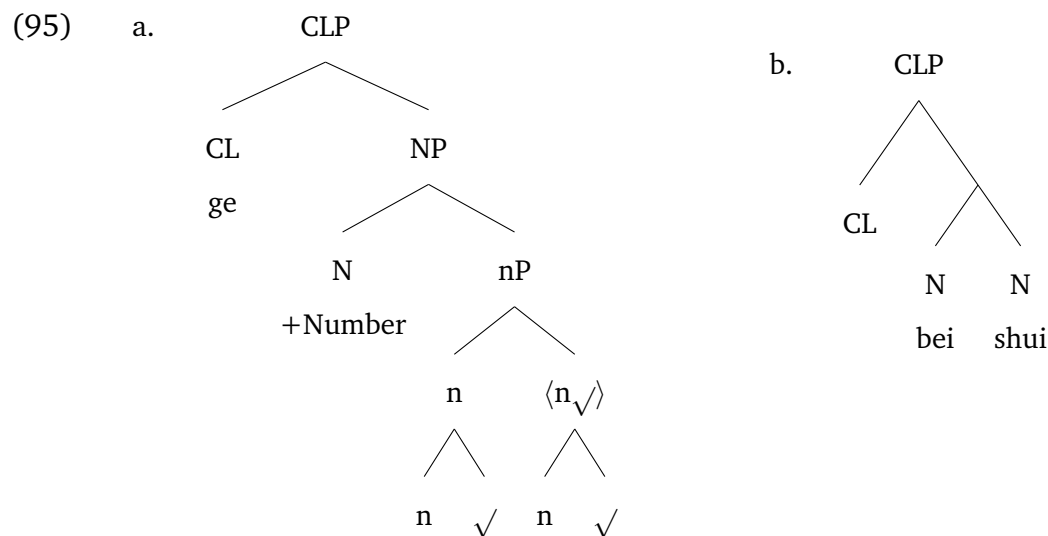 (95) a. CLP
b. CLP
CL NP
ge
CL
N nP
N N
+Number
bei shui
n ⟨n√⟩
n √ n √